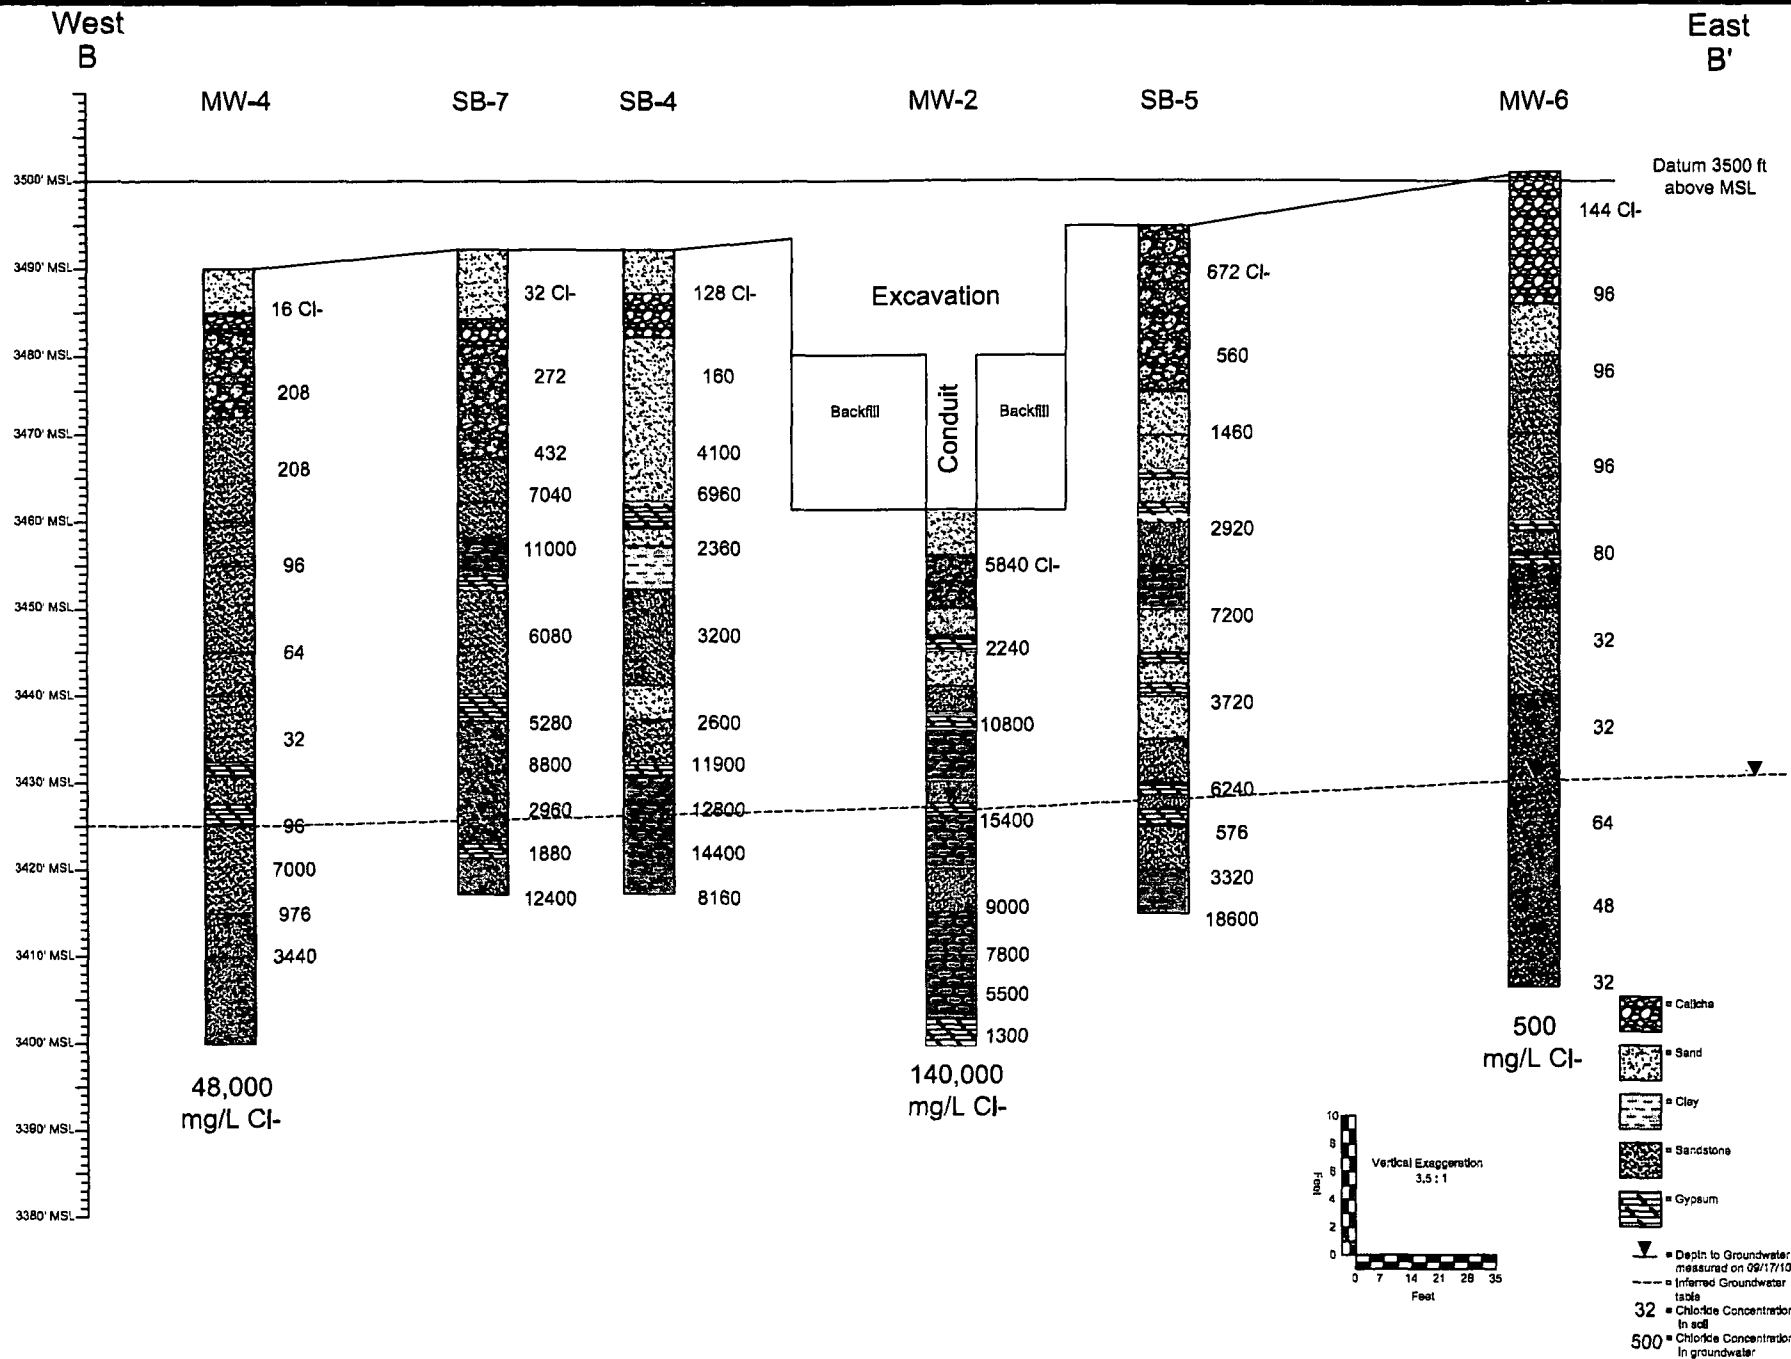 West
B
East
B'
MW-4
SB-7
SB-4
MW-2
SB-5
MW-6
3500' MSL
3490' MSL
3480' MSL
3470' MSL
3460' MSL
3450' MSL
3440' MSL
3430' MSL
3420' MSL
3410' MSL
3400' MSL
3390' MSL
3380' MSL
Datum 3500 ft
above MSL
16 Cl-
208
208
96
64
32
96
7000
976
3440
48,000
mg/L Cl-
32 Cl-
272
432
7040
11000
6080
5280
8800
2960
1880
12400
128 Cl-
160
4100
6960
2360
3200
2600
11900
12800
14400
8160
Excavation
Backfill
Conduit
Backfill
5840 Cl-
2240
10800
15400
9000
7800
5500
1300
140,000
mg/L Cl-
672 Cl-
560
1460
2920
7200
3720
6240
576
3320
18600
144 Cl-
96
96
96
80
32
32
64
48
32
500
mg/L Cl-
10
8
6
4
2
0
Feet
Vertical Exaggeration
3.5 : 1
0 7 14 21 28 35
Feet
= Caliche
= Sand
= Clay
= Sandstone
= Gypsum
= Depth to Groundwater
measured on 09/17/10
= Inferred Groundwater
table
32 = Chloride Concentration
in soil
500 = Chloride Concentration
in groundwater